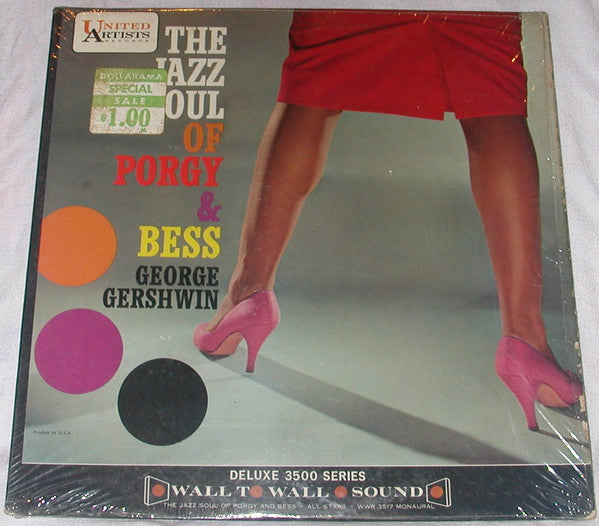 UNITED
ARTISTS
RECORDS
DOLLARAMA
SPECIAL
SALE
$1.00
THE
JAZZ
SOUL
OF
PORGY
&
BESS
GEORGE
GERSHWIN
Printed in U.S.A.
DELUXE 3500 SERIES
WALL TO WALL SOUND
THE JAZZ SOUL OF PORGY AND BESS - ALL STARS - WWR 3517 MONAURAL